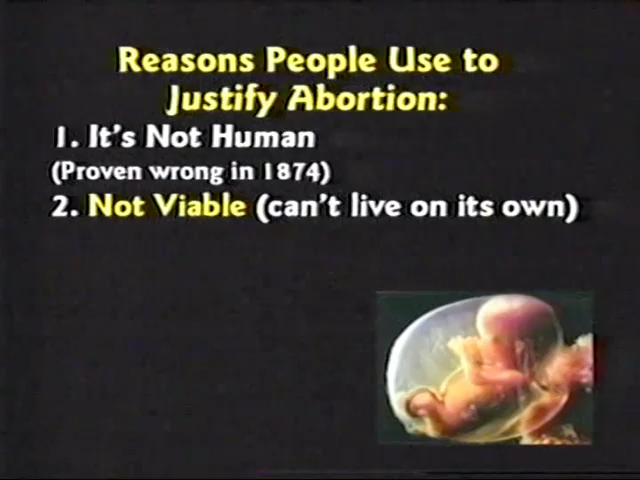 Reasons People Use to
Justify Abortion:
1. It's Not Human
(Proven wrong in 1874)
2. Not Viable (can't live on its own)